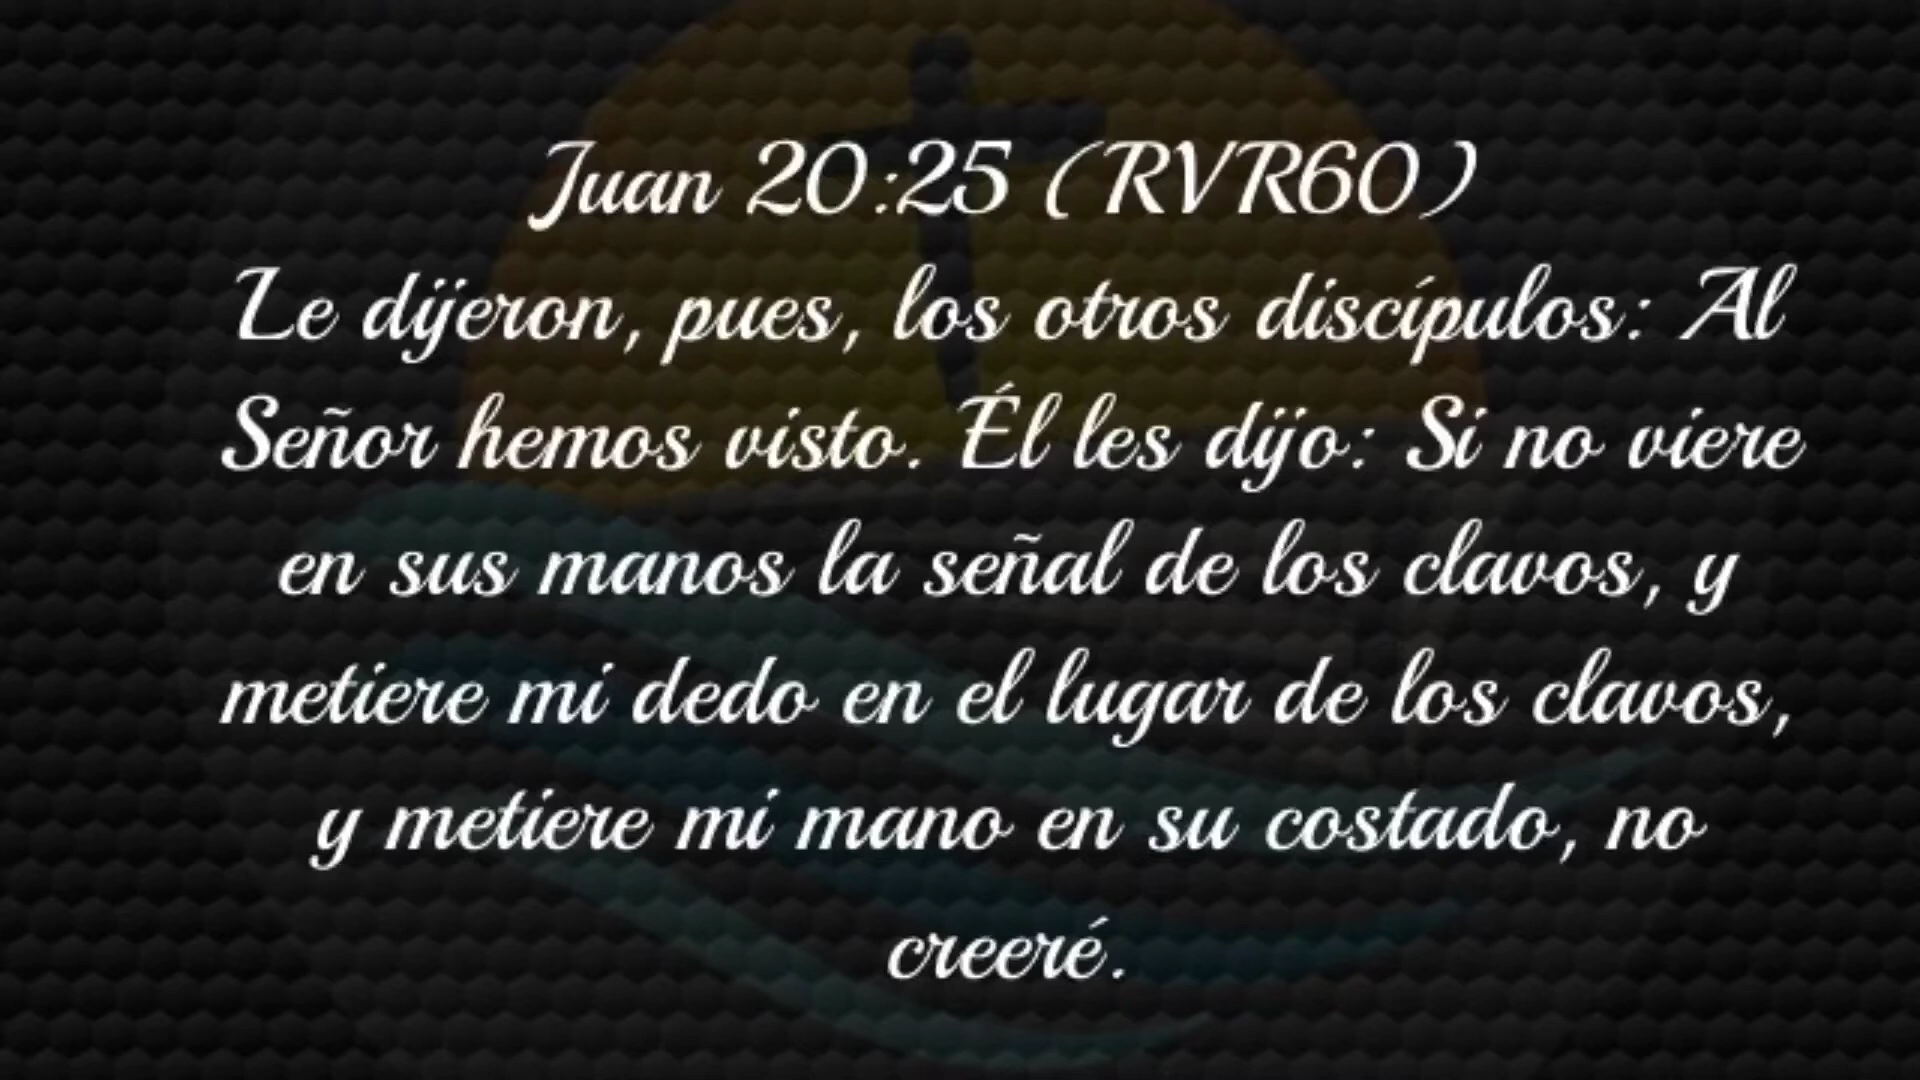 Juan 20:25 (RVR60)
Le dijeron, pues, los otros discípulos: Al
Señor hemos visto. Él les dijo: Si no viere
en sus manos la señal de los clavos, y
metiere mi dedo en el lugar de los clavos,
y metiere mi mano en su costado, no
creeré.